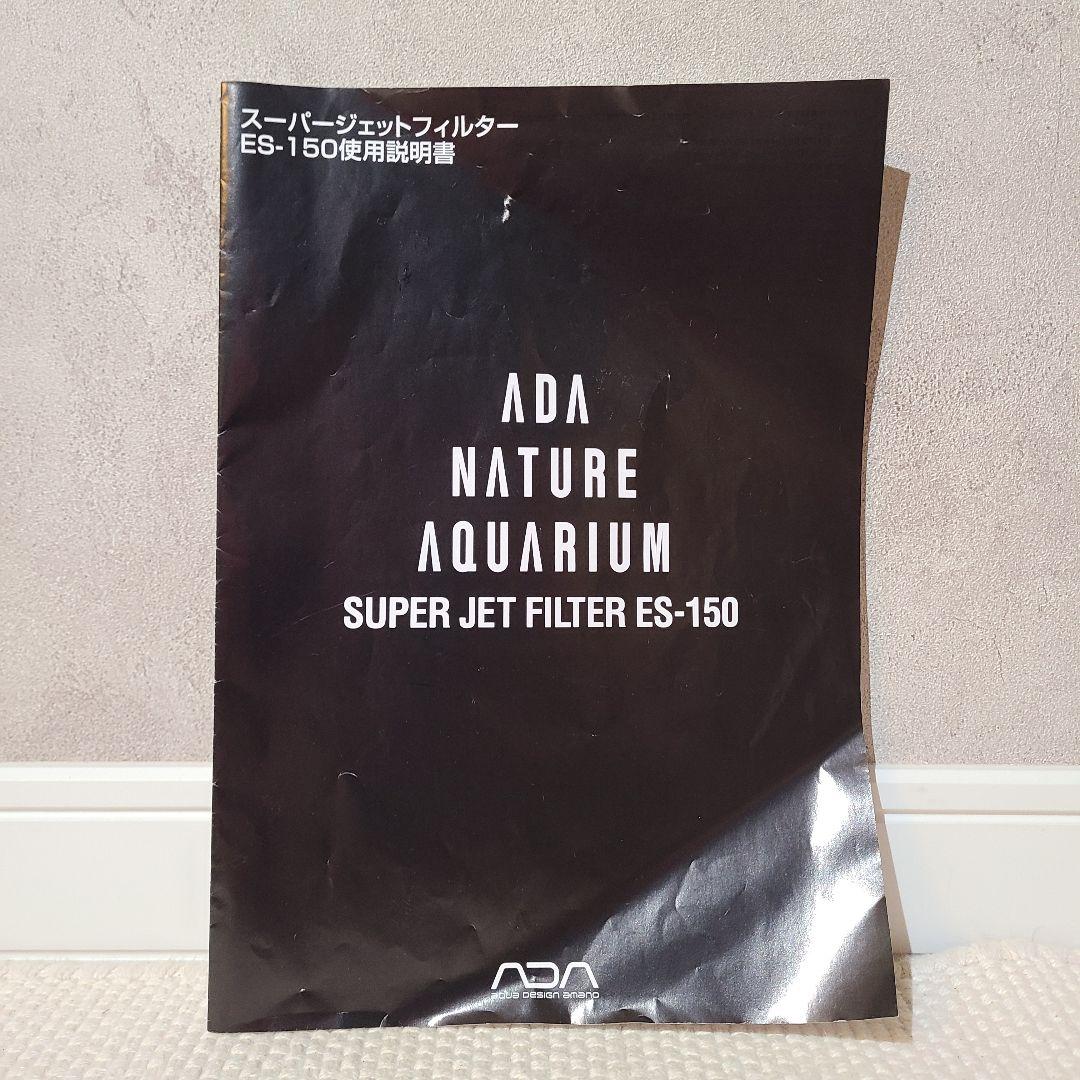 スーパージェットフィルター
ES-150使用説明書
ADA
NATURE
AQUARIUM
SUPER JET FILTER ES-150
ADA
AQUA DESIGN AMANO